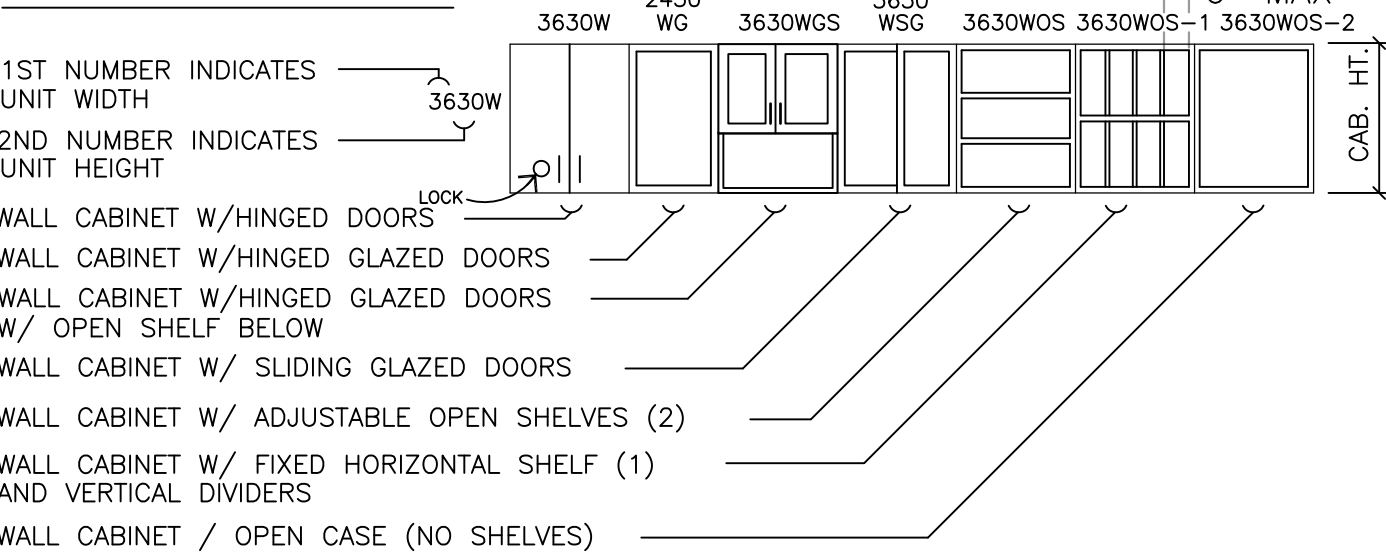 MAX
3630W
WG
3630WGS
WSG
3630WOS
3630WOS-1
3630WOS-2
1ST NUMBER INDICATES
UNIT WIDTH
3630W
2ND NUMBER INDICATES
UNIT HEIGHT
CAB. HT.
LOCK
WALL CABINET W/HINGED DOORS
WALL CABINET W/HINGED GLAZED DOORS
WALL CABINET W/HINGED GLAZED DOORS
W/ OPEN SHELF BELOW
WALL CABINET W/ SLIDING GLAZED DOORS
WALL CABINET W/ ADJUSTABLE OPEN SHELVES (2)
WALL CABINET W/ FIXED HORIZONTAL SHELF (1)
AND VERTICAL DIVIDERS
WALL CABINET / OPEN CASE (NO SHELVES)